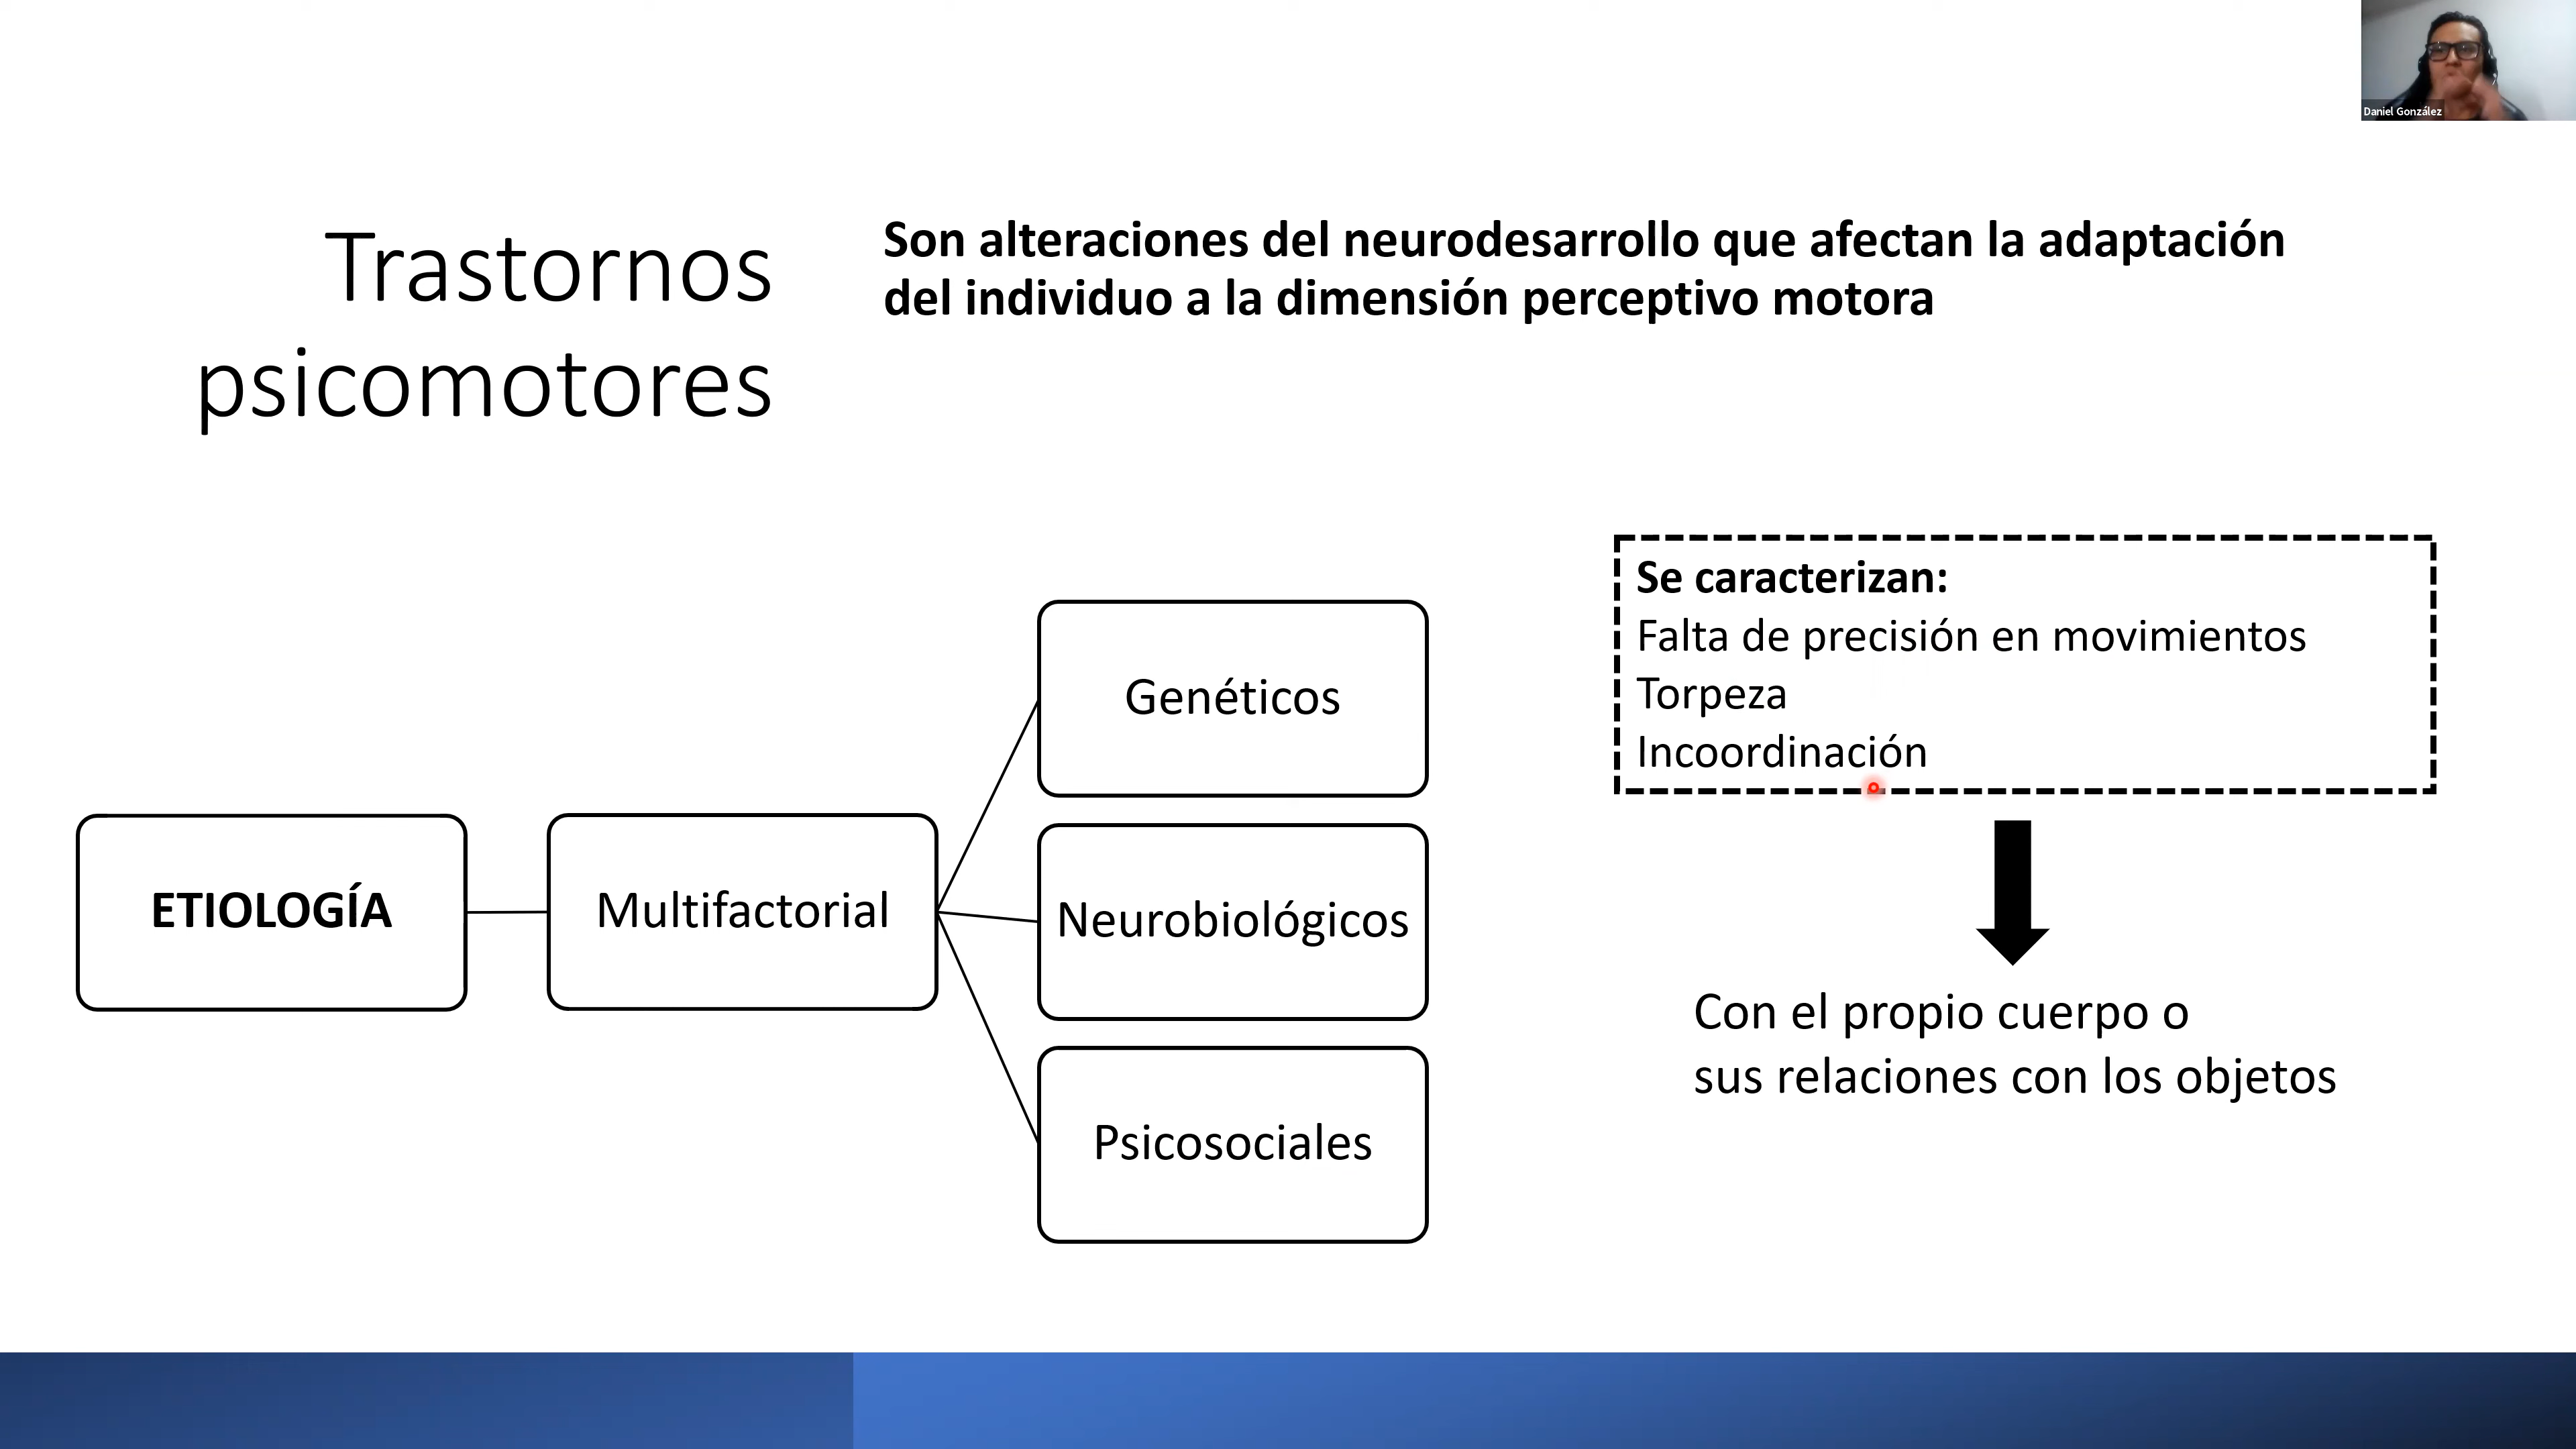 Daniel González
Trastornos
psicomotores
Son alteraciones del neurodesarrollo que afectan la adaptación
del individuo a la dimensión perceptivo motora
ETIOLOGÍA
Multifactorial
Genéticos
Neurobiológicos
Psicosociales
Se caracterizan:
Falta de precisión en movimientos
Torpeza
Incoordinación
Con el propio cuerpo o
sus relaciones con los objetos